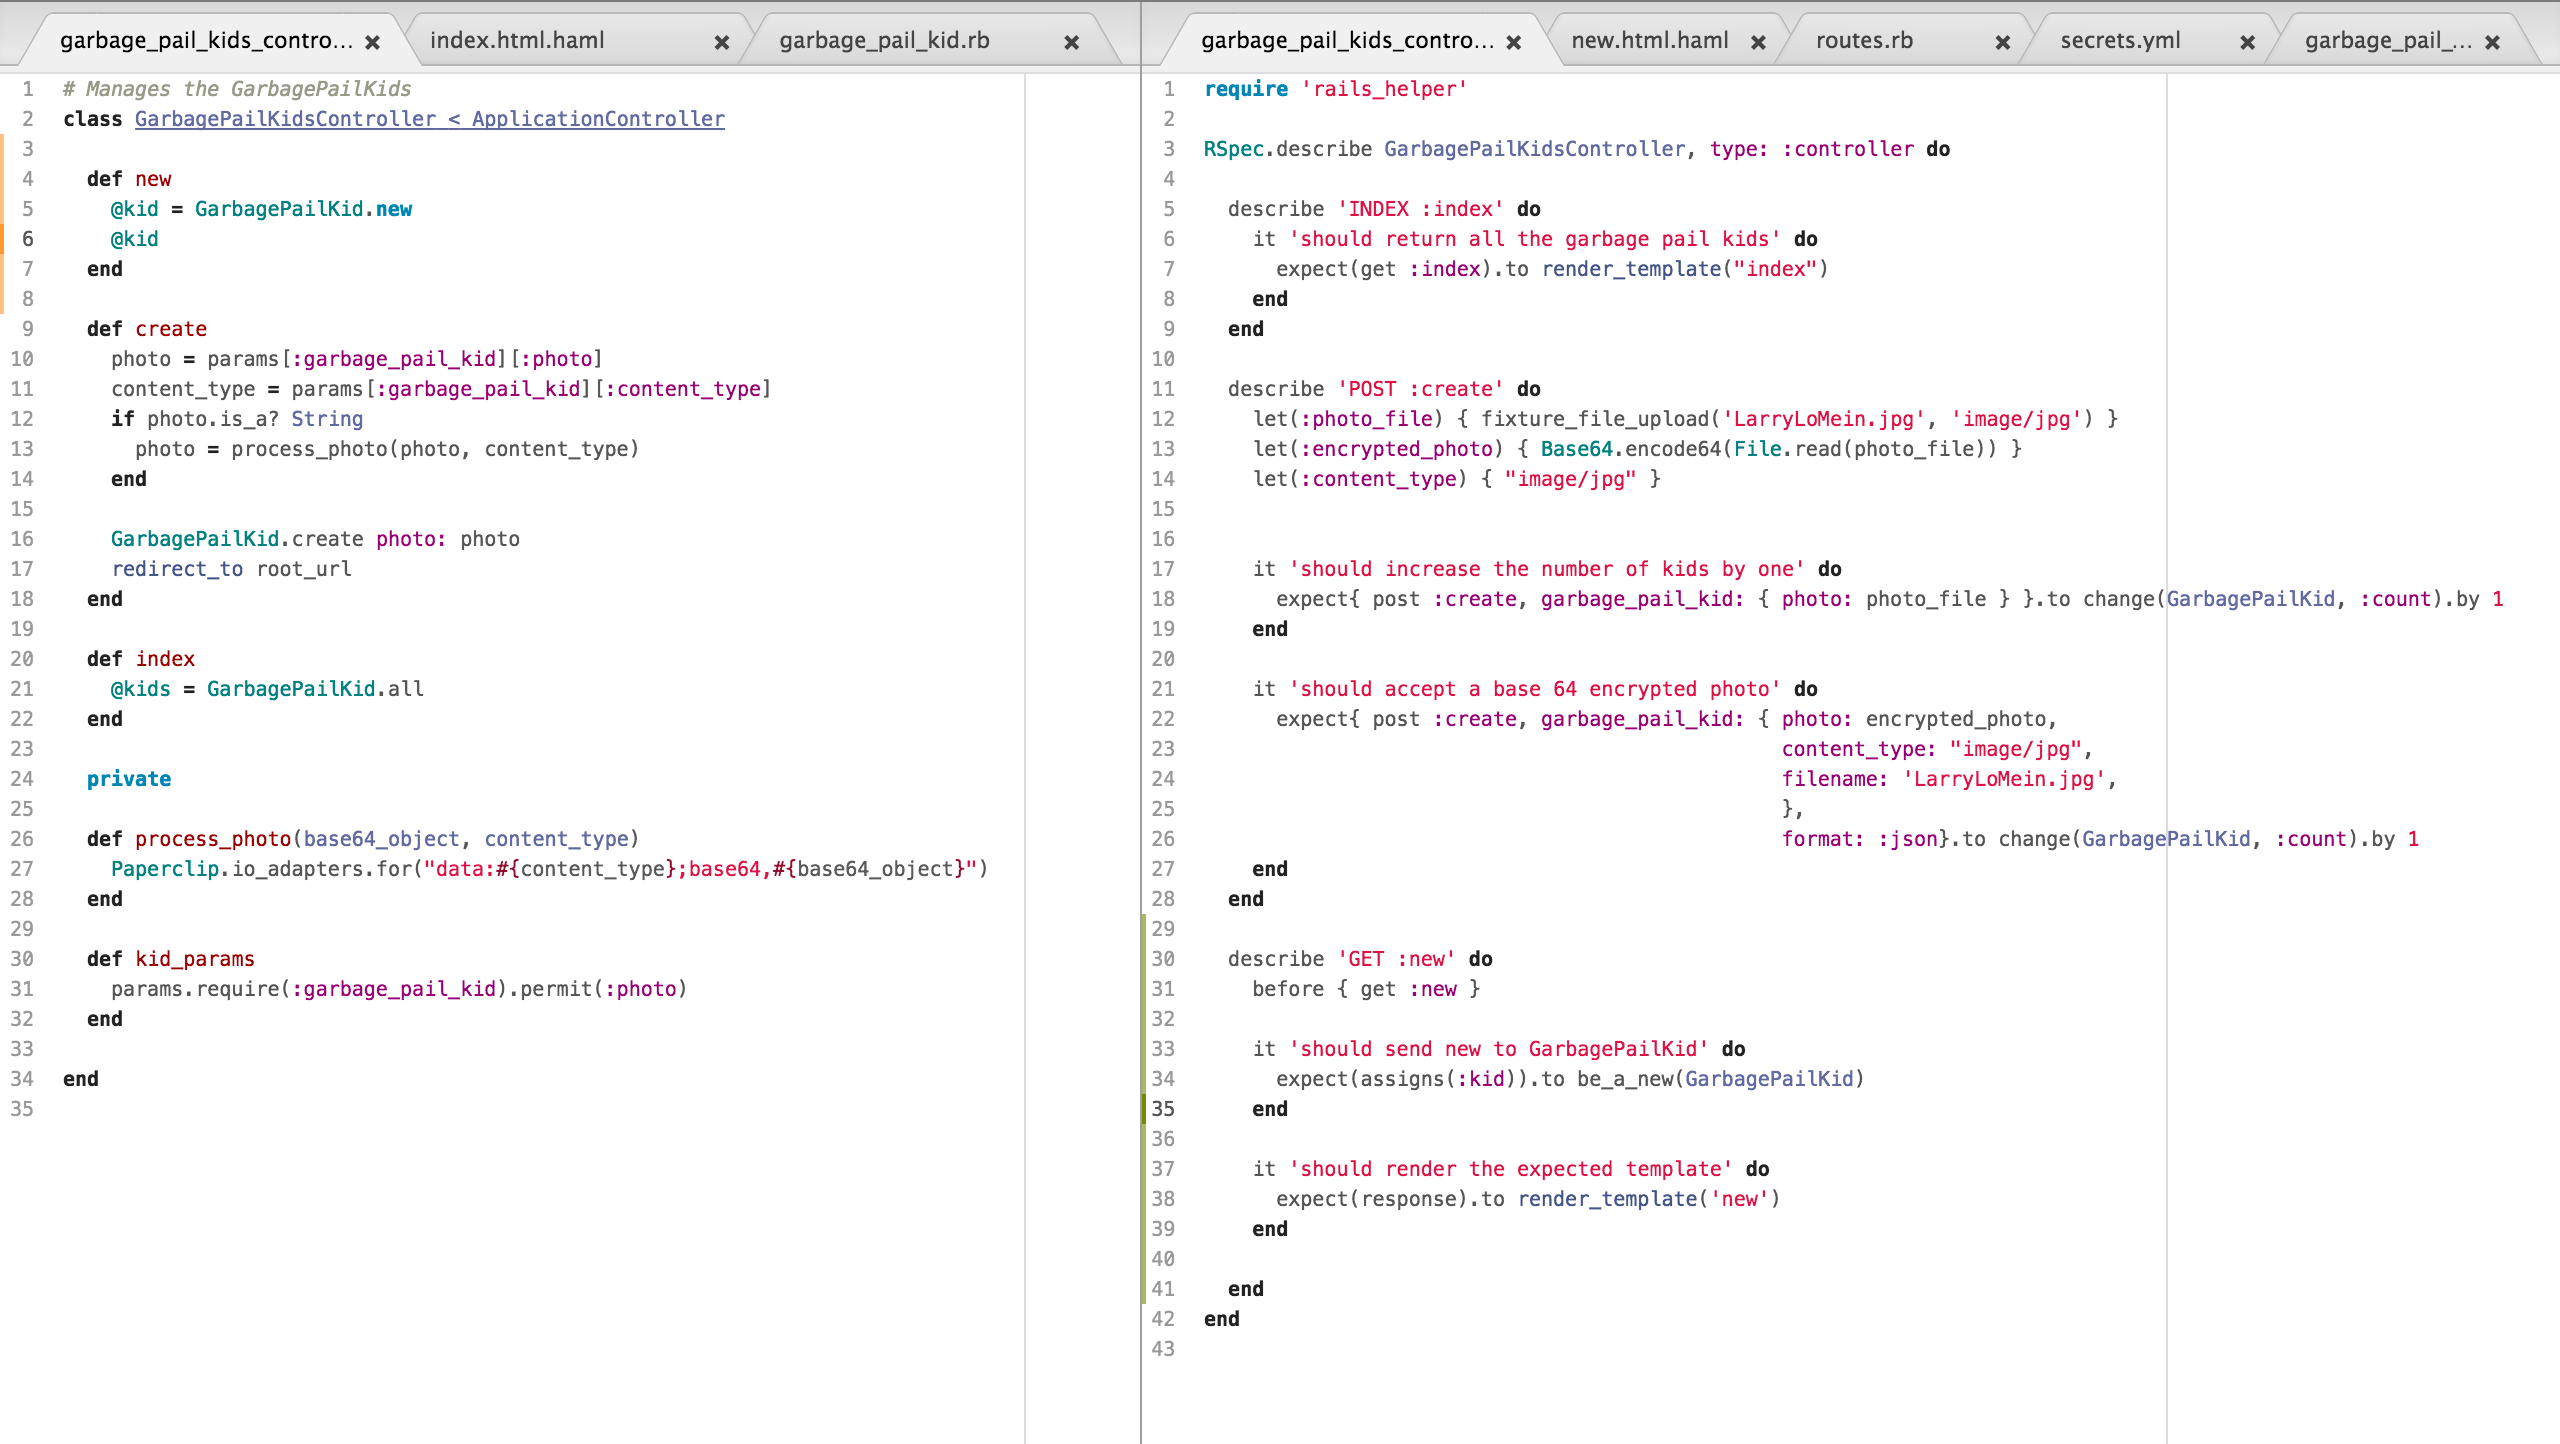 garbage_pail_kids_contro... × index.html.haml × garbage_pail_kid.rb ×
1 # Manages the GarbagePailKids
2 class GarbagePailKidsController < ApplicationController
3
4   def new
5     @kid = GarbagePailKid.new
6     @kid
7   end
8
9   def create
10     photo = params[:garbage_pail_kid][:photo]
11     content_type = params[:garbage_pail_kid][:content_type]
12     if photo.is_a? String
13       photo = process_photo(photo, content_type)
14     end
15
16     GarbagePailKid.create photo: photo
17     redirect_to root_url
18   end
19
20   def index
21     @kids = GarbagePailKid.all
22   end
23
24   private
25
26   def process_photo(base64_object, content_type)
27     Paperclip.io_adapters.for("data:#{content_type};base64,#{base64_object}")
28   end
29
30   def kid_params
31     params.require(:garbage_pail_kid).permit(:photo)
32   end
33
34 end
35
garbage_pail_kids_contro... × new.html.haml × routes.rb × secrets.yml × garbage_pail_... ×
1 require 'rails_helper'
2
3 RSpec.describe GarbagePailKidsController, type: :controller do
4
5   describe 'INDEX :index' do
6     it 'should return all the garbage pail kids' do
7       expect(get :index).to render_template("index")
8     end
9   end
10
11   describe 'POST :create' do
12     let(:photo_file) { fixture_file_upload('LarryLoMein.jpg', 'image/jpg') }
13     let(:encrypted_photo) { Base64.encode64(File.read(photo_file)) }
14     let(:content_type) { "image/jpg" }
15
16
17     it 'should increase the number of kids by one' do
18       expect{ post :create, garbage_pail_kid: { photo: photo_file } }.to change(GarbagePailKid, :count).by 1
19     end
20
21     it 'should accept a base 64 encrypted photo' do
22       expect{ post :create, garbage_pail_kid: { photo: encrypted_photo,
23                                                 content_type: "image/jpg",
24                                                 filename: 'LarryLoMein.jpg',
25                                                 },
26                                                 format: :json}.to change(GarbagePailKid, :count).by 1
27     end
28   end
29
30   describe 'GET :new' do
31     before { get :new }
32
33     it 'should send new to GarbagePailKid' do
34       expect(assigns(:kid)).to be_a_new(GarbagePailKid)
35     end
36
37     it 'should render the expected template' do
38       expect(response).to render_template('new')
39     end
40
41   end
42 end
43